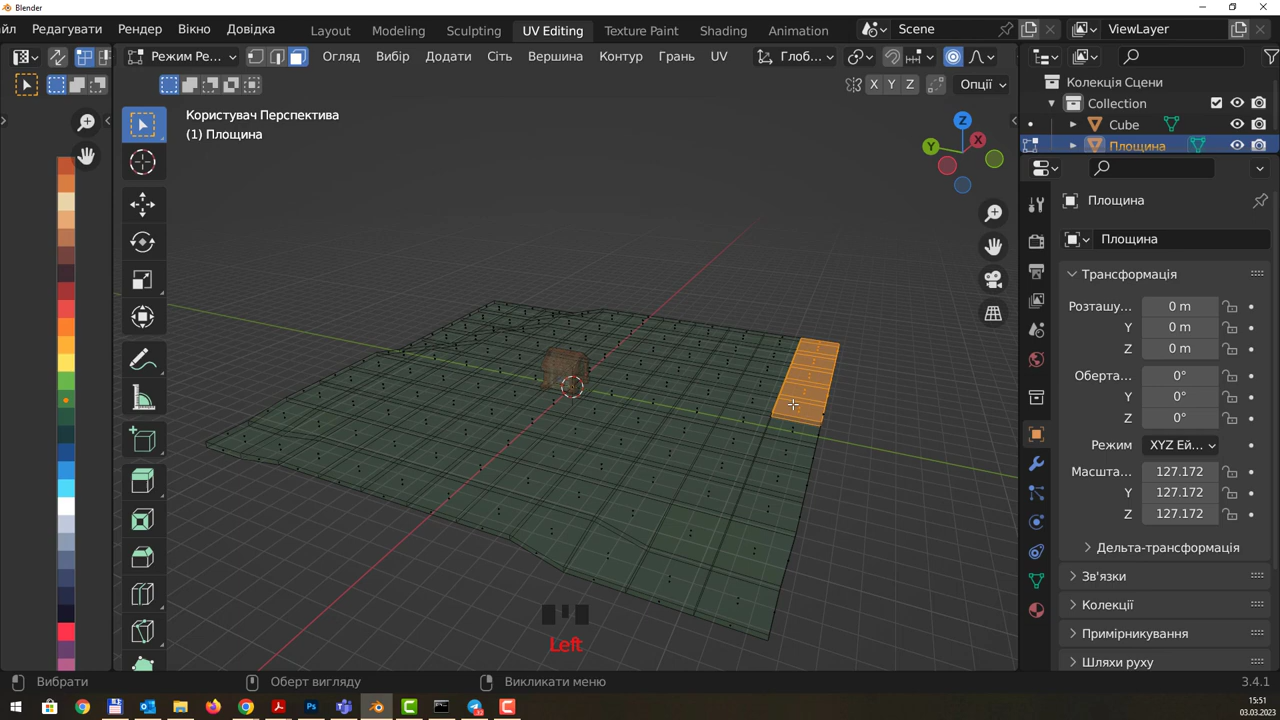 Blender
йл Редагувати Рендер Вікно Довідка Layout Modeling Sculpting UV Editing Texture Paint Shading Animation Scene ViewLayer
Режим Ре... Огляд Вибір Додати Сіть Вершина Контур Грань UV Глоб...
X Y Z Опції
Колекція Сцени
Collection
Cube
Площина
Користувач Перспектива
(1) Площина
Z
X
Y
Площина
Площина
Трансформація
Розташу... 0 m
Y 0 m
Z 0 m
Оберта... 0°
Y 0°
Z 0°
Режим XYZ Ей...
Масшта... 127.172
Y 127.172
Z 127.172
Дельта-трансформація
Зв'язки
Колекції
Примірникування
Шляхи руху
Left
Вибрати Оберт вигляду Викликати меню 3.4.1
15:51
03.03.2023